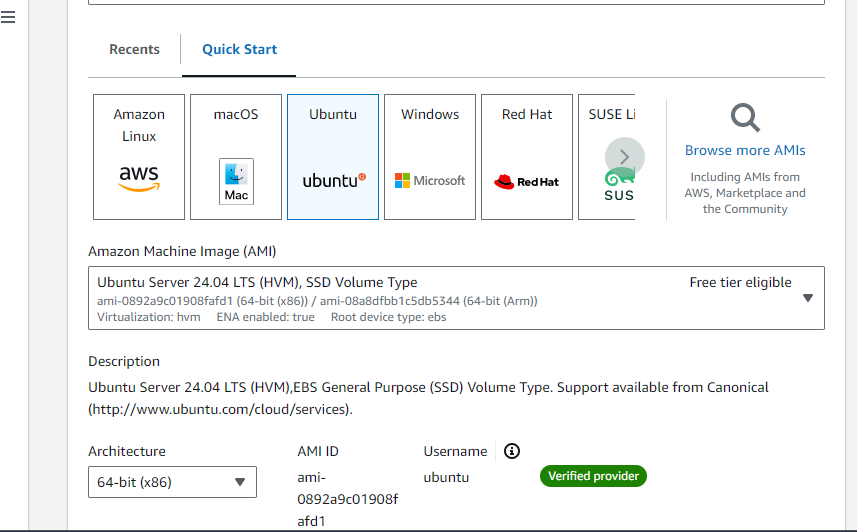 Recents
Quick Start
Amazon
Linux
aws
macOS
Mac
Ubuntu
ubuntu
Windows
Microsoft
Red Hat
Red Hat
SUSE Li
SUS
Browse more AMIs
Including AMIs from
AWS, Marketplace and
the Community
Amazon Machine Image (AMI)
Ubuntu Server 24.04 LTS (HVM), SSD Volume Type
Free tier eligible
ami-0892a9c01908fafd1 (64-bit (x86)) / ami-08a8dfbb1c5db5344 (64-bit (Arm))
Virtualization: hvm ENA enabled: true Root device type: ebs
Description
Ubuntu Server 24.04 LTS (HVM),EBS General Purpose (SSD) Volume Type. Support available from Canonical
(http://www.ubuntu.com/cloud/services).
Architecture
64-bit (x86)
AMI ID
ami-
0892a9c01908f
afd1
Username
ubuntu
Verified provider